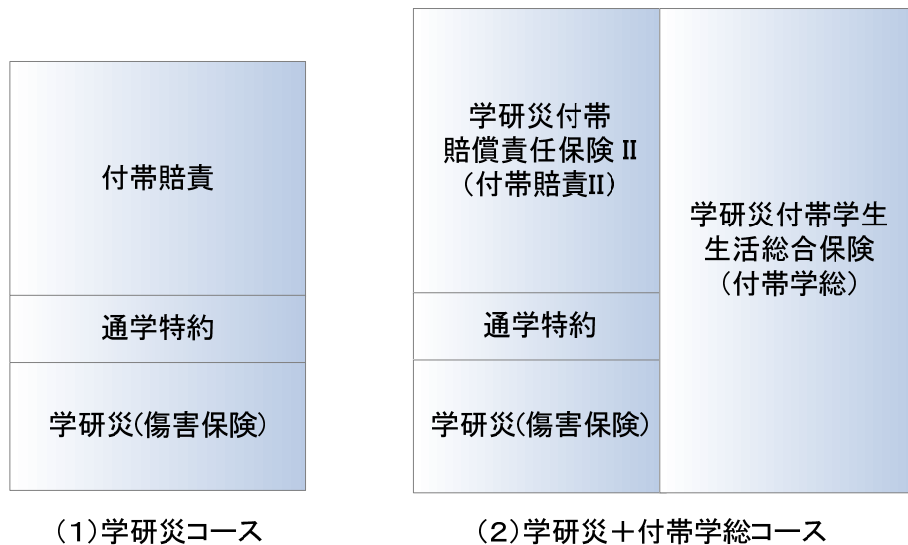 付帯賠責
通学特約
学研災(傷害保険)
(1)学研災コース
学研災付帯
賠償責任保険Ⅱ
(付帯賠責II)
通学特約
学研災(傷害保険)
学研災付帯学生
生活総合保険
(付帯学総)
(2)学研災+付帯学総コース